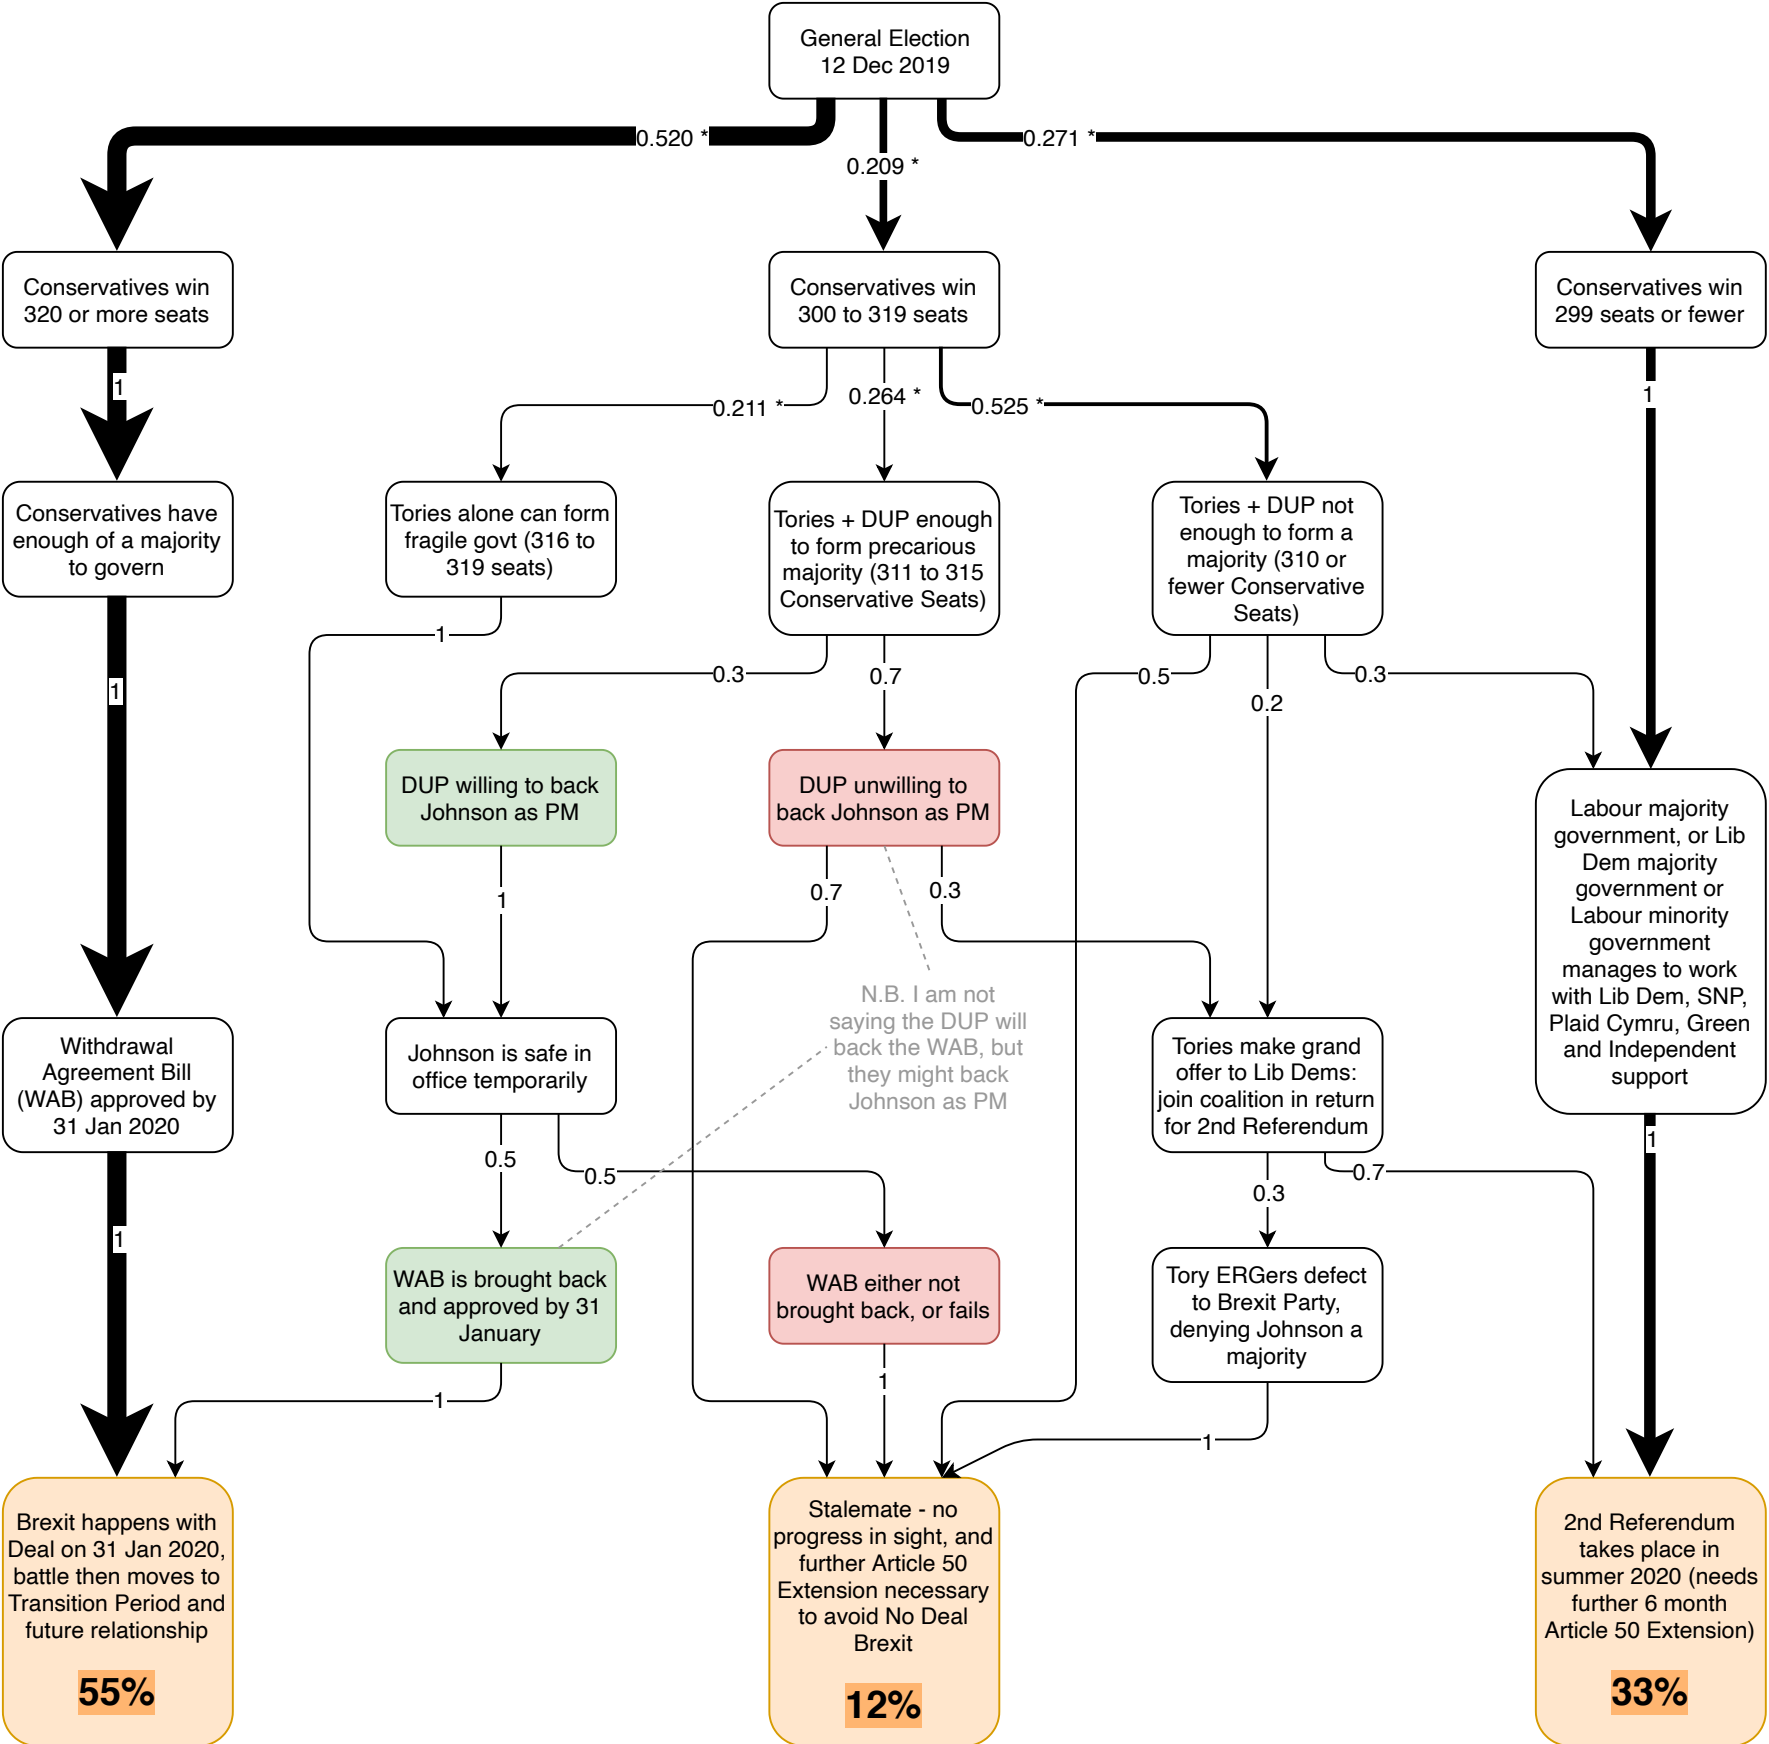 General Election
12 Dec 2019
0.520 *
0.209 *
0.271 *
Conservatives win
320 or more seats
Conservatives win
300 to 319 seats
Conservatives win
299 seats or fewer
1
0.211 *
0.264 *
0.525 *
1
Conservatives have
enough of a majority
to govern
Tories alone can form
fragile govt (316 to
319 seats)
Tories + DUP enough
to form precarious
majority (311 to 315
Conservative Seats)
Tories + DUP not
enough to form a
majority (310 or
fewer Conservative
Seats)
1
1
0.3
0.7
0.5
0.2
0.3
DUP willing to back
Johnson as PM
DUP unwilling to
back Johnson as PM
Labour majority
government, or Lib
Dem majority
government or
Labour minority
government
manages to work
with Lib Dem, SNP,
Plaid Cymru, Green
and Independent
support
1
0.7
0.3
N.B. I am not
saying the DUP will
back the WAB, but
they might back
Johnson as PM
Withdrawal
Agreement Bill
(WAB) approved by
31 Jan 2020
Johnson is safe in
office temporarily
Tories make grand
offer to Lib Dems:
join coalition in return
for 2nd Referendum
1
0.5
0.5
0.3
0.7
1
WAB is brought back
and approved by 31
January
WAB either not
brought back, or fails
Tory ERGers defect
to Brexit Party,
denying Johnson a
majority
1
1
1
Brexit happens with
Deal on 31 Jan 2020,
battle then moves to
Transition Period and
future relationship
55%
Stalemate - no
progress in sight, and
further Article 50
Extension necessary
to avoid No Deal
Brexit
12%
2nd Referendum
takes place in
summer 2020 (needs
further 6 month
Article 50 Extension)
33%